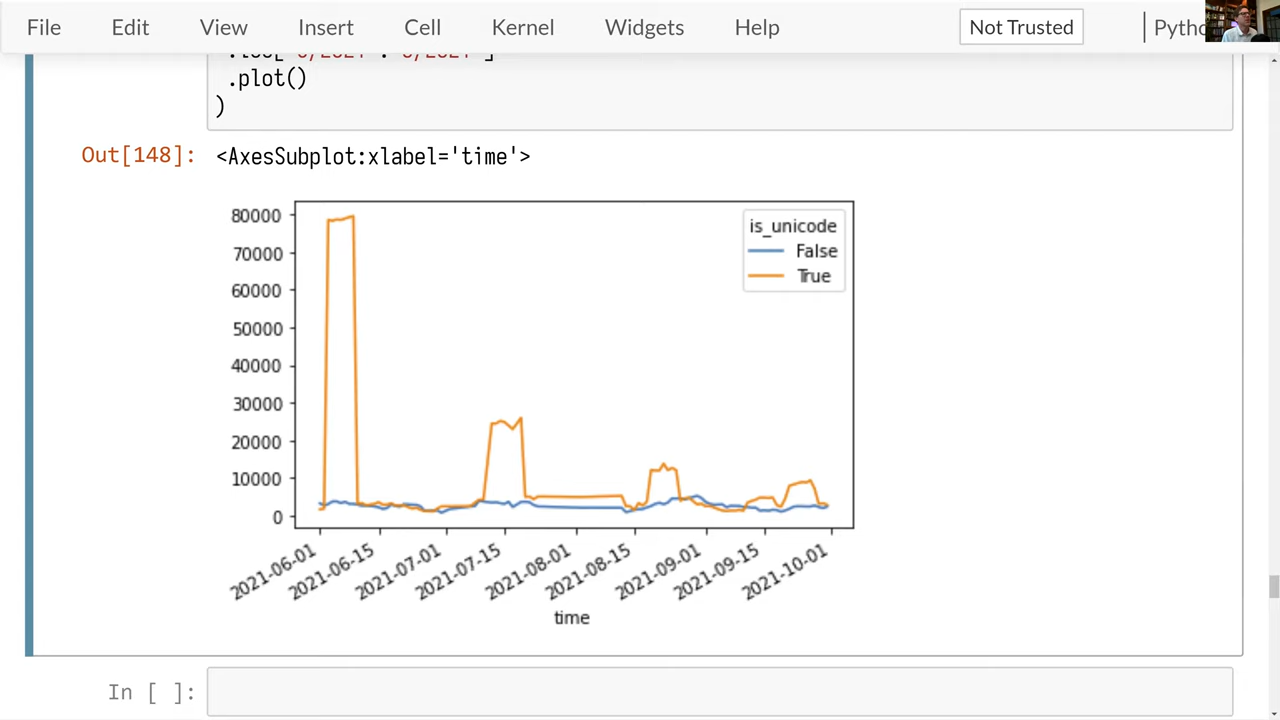 File Edit View Insert Cell Kernel Widgets Help Not Trusted
.plot()
)
Out[148]: <AxesSubplot:xlabel='time'>
80000
70000
60000
50000
40000
30000
20000
10000
0
is_unicode
False
True
2021-06-01 2021-06-15 2021-07-01 2021-07-15 2021-08-01 2021-08-15 2021-09-01 2021-09-15 2021-10-01
time
In [ ]: